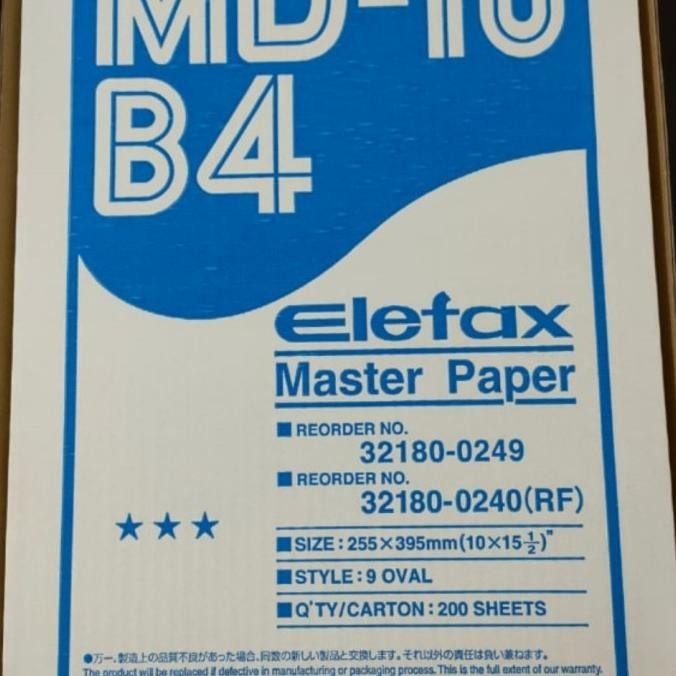 MD-10
B4
Elefax
Master Paper
■ REORDER NO.
32180-0249
■ REORDER NO.
32180-0240(RF)
★★★
■ SIZE : 255×395mm (10×15 1/2)"
■ STYLE : 9 OVAL
■ Q'TY/CARTON : 200 SHEETS
●万一、製造上の品質不良があった場合、同数の新しい製品と交換します。それ以外の責任は負い兼ねます。
The product will be replaced if defective in manufacturing or packaging process. This is the full extent of our warranty.